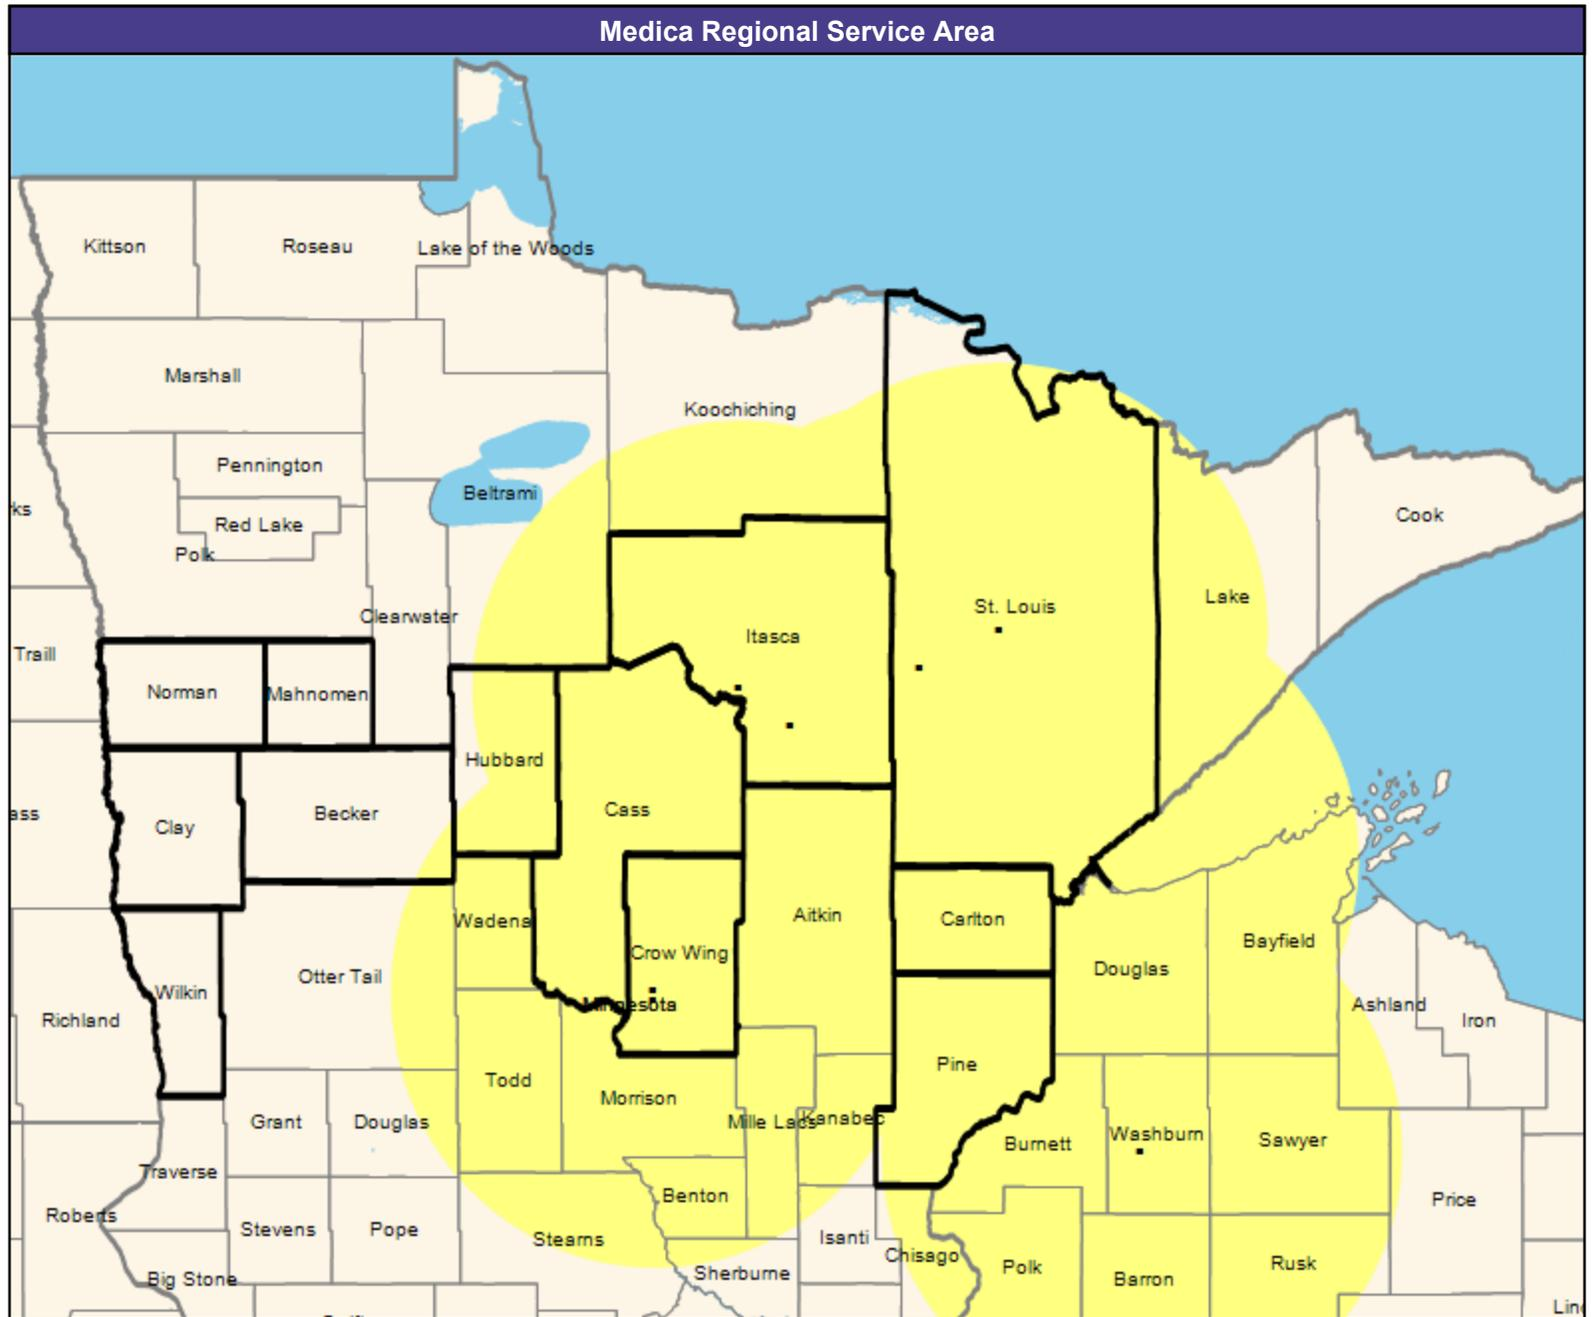 Medica Regional Service Area
Kittson
Roseau
Lake of the Woods
Marshall
Koochiching
Pennington
Beltrami
ks
Red Lake
Cook
Polk
Lake
St. Louis
Clearwater
Itasca
Traill
Norman
Mahnomen
Hubbard
Cass
ass
Becker
Clay
Wadena
Aitkin
Carlton
Bayfield
Crow Wing
Douglas
Otter Tail
Wilkin
Minnesota
Ashland
Richland
Iron
Pine
Todd
Morrison
Grant
Douglas
Mille Lacs
Kanabec
Washburn
Burnett
Sawyer
Traverse
Benton
Price
Roberts
Stevens
Pope
Stearns
Isanti
Chisago
Polk
Rusk
Sherburne
Barron
Big Stone
Linc